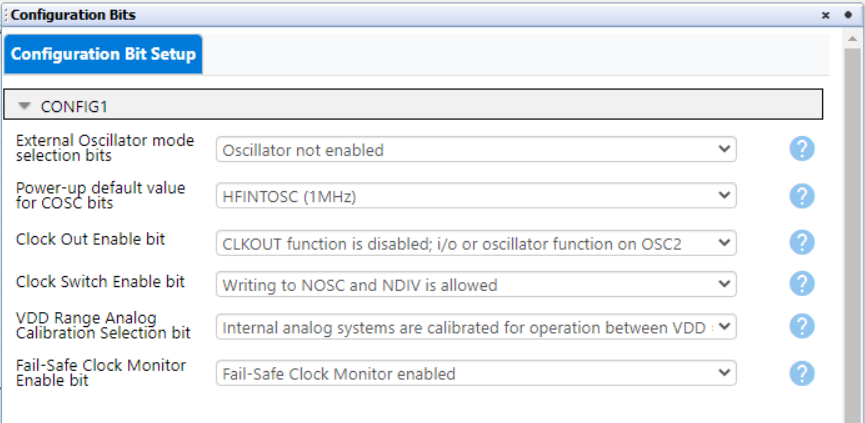 Configuration Bits
Configuration Bit Setup
CONFIG1
External Oscillator mode
selection bits
Oscillator not enabled
Power-up default value
for COSC bits
HFINTOSC (1MHz)
Clock Out Enable bit
CLKOUT function is disabled; i/o or oscillator function on OSC2
Clock Switch Enable bit
Writing to NOSC and NDIV is allowed
VDD Range Analog
Calibration Selection bit
Internal analog systems are calibrated for operation between VDD
Fail-Safe Clock Monitor
Enable bit
Fail-Safe Clock Monitor enabled